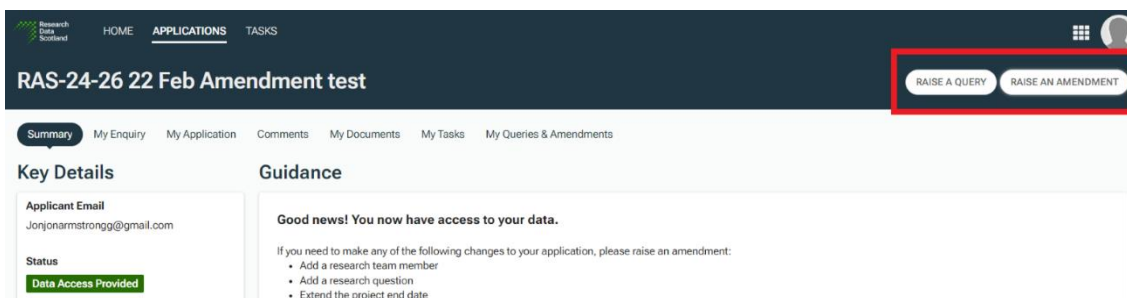 Research
Data
Scotland
HOME APPLICATIONS TASKS
RAS-24-26 22 Feb Amendment test
RAISE A QUERY RAISE AN AMENDMENT
Summary My Enquiry My Application Comments My Documents My Tasks My Queries & Amendments
Key Details
Applicant Email
Jonjonarmstrongg@gmail.com
Status
Data Access Provided
Guidance
Good news! You now have access to your data.
If you need to make any of the following changes to your application, please raise an amendment:
• Add a research team member
• Add a research question
• Extend the project end date